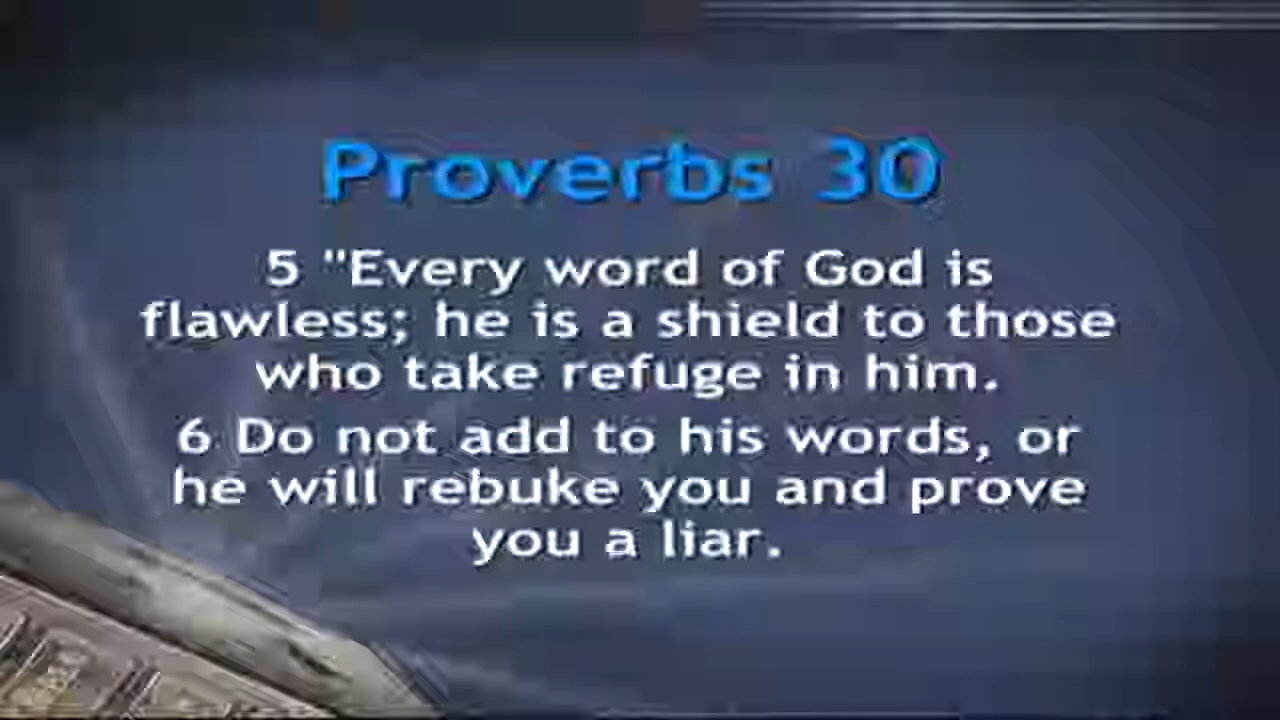 Proverbs 30
5 "Every word of God is
flawless; he is a shield to those
who take refuge in him.
6 Do not add to his words, or
he will rebuke you and prove
you a liar.